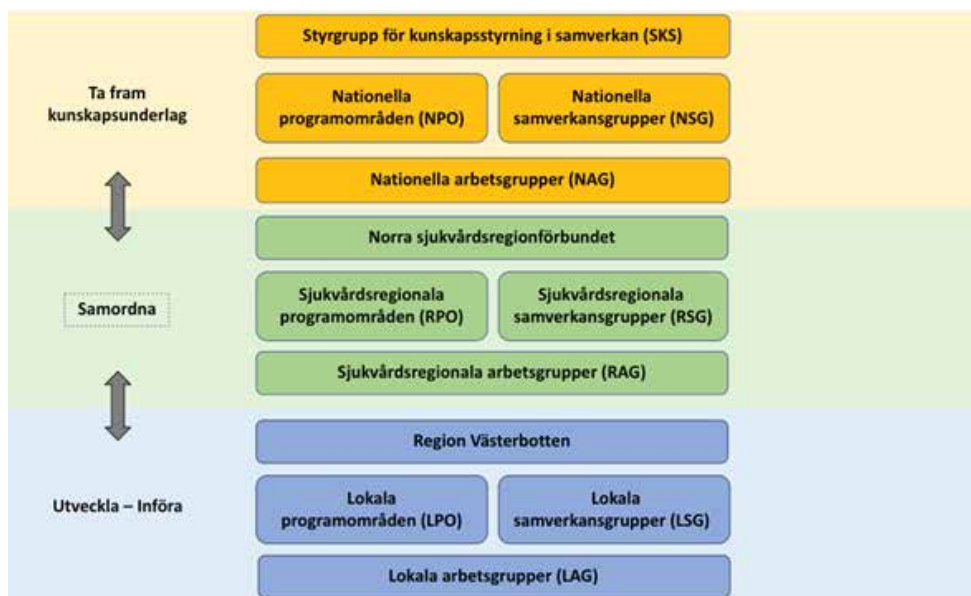 Styrgrupp för kunskapsstyrning i samverkan (SKS)
Ta fram
kunskapsunderlag
Nationella
programområden (NPO)
Nationella
samverkansgrupper (NSG)
Nationella arbetsgrupper (NAG)
Norra sjukvårdsregionförbundet
Samordna
Sjukvårdsregionala
programområden (RPO)
Sjukvårdsregionala
samverkansgrupper (RSG)
Sjukvårdsregionala arbetsgrupper (RAG)
Region Västerbotten
Utveckla – Införa
Lokala
programområden (LPO)
Lokala
samverkansgrupper (LSG)
Lokala arbetsgrupper (LAG)